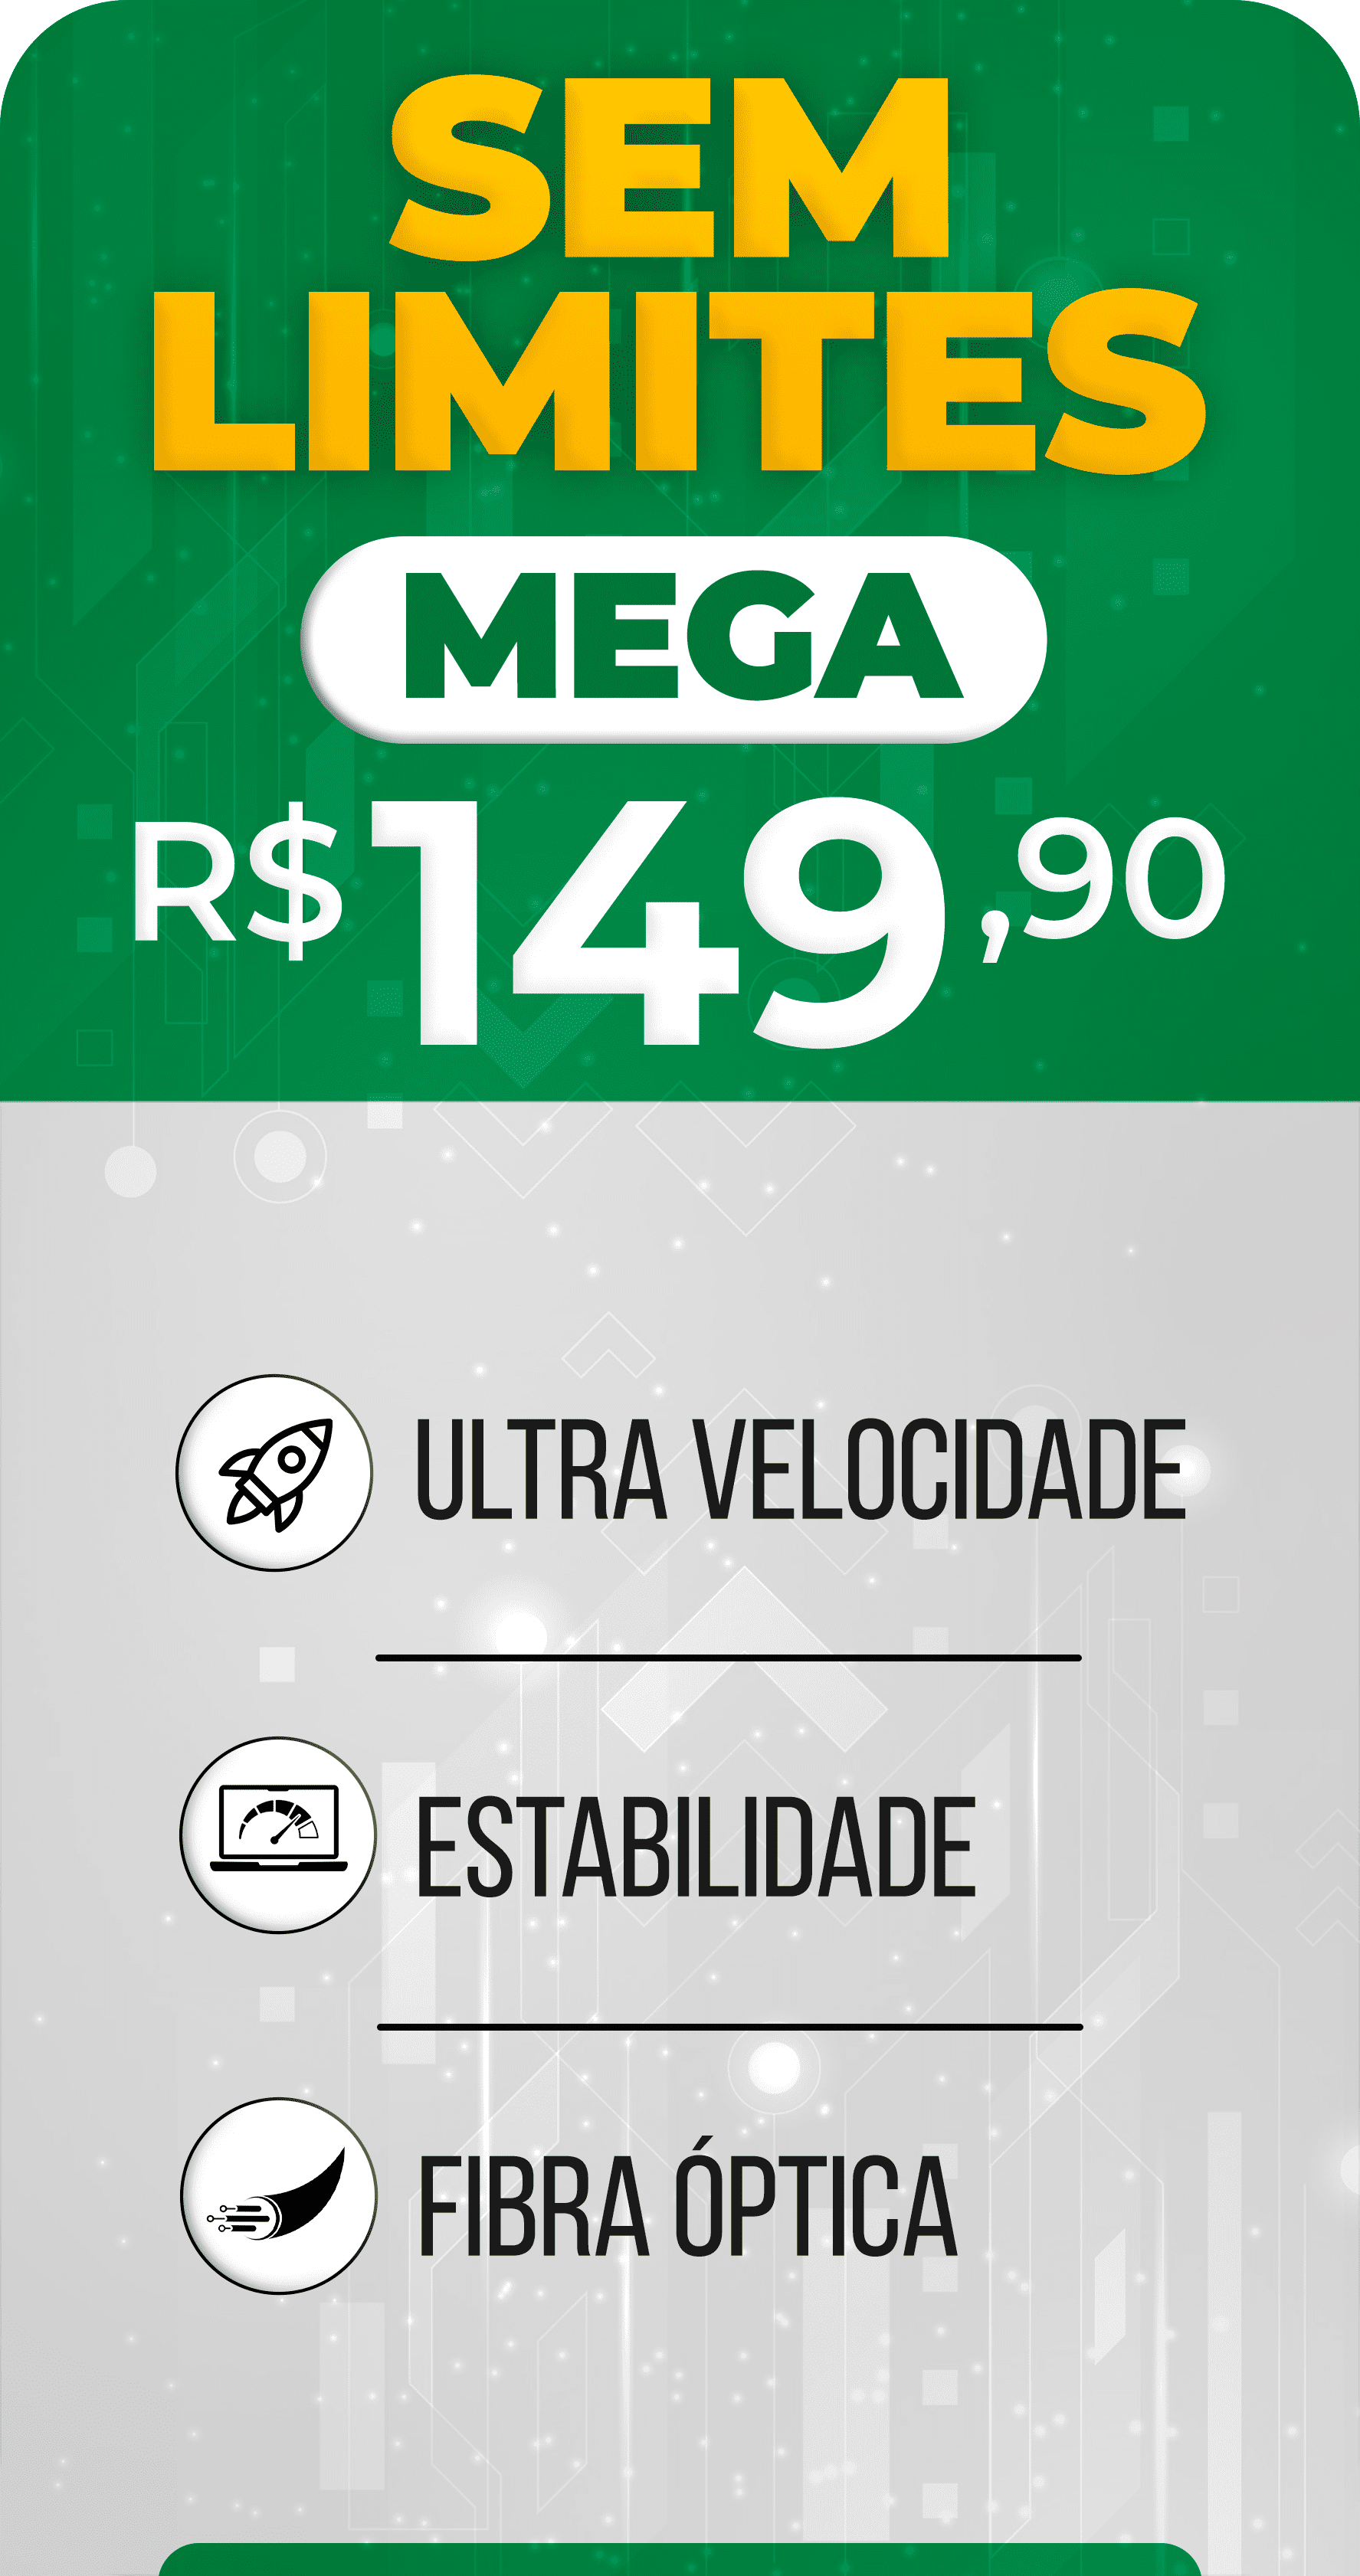 SEM
LIMITES
MEGA
R$149,90
ULTRA VELOCIDADE
ESTABILIDADE
FIBRA ÓPTICA